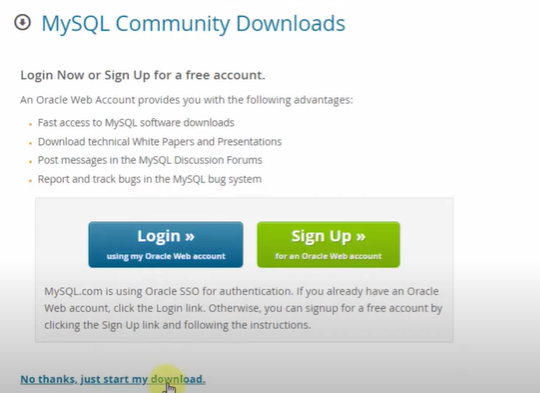 MySQL Community Downloads
Login Now or Sign Up for a free account.
An Oracle Web Account provides you with the following advantages:
Fast access to MySQL software downloads
Download technical White Papers and Presentations
Post messages in the MySQL Discussion Forums
Report and track bugs in the MySQL bug system
Login »
using my Oracle Web account
Sign Up »
for an Oracle Web account
MySQL.com is using Oracle SSO for authentication. If you already have an Oracle
Web account, click the Login link. Otherwise, you can signup for a free account by
clicking the Sign Up link and following the instructions.
No thanks, just start my download.